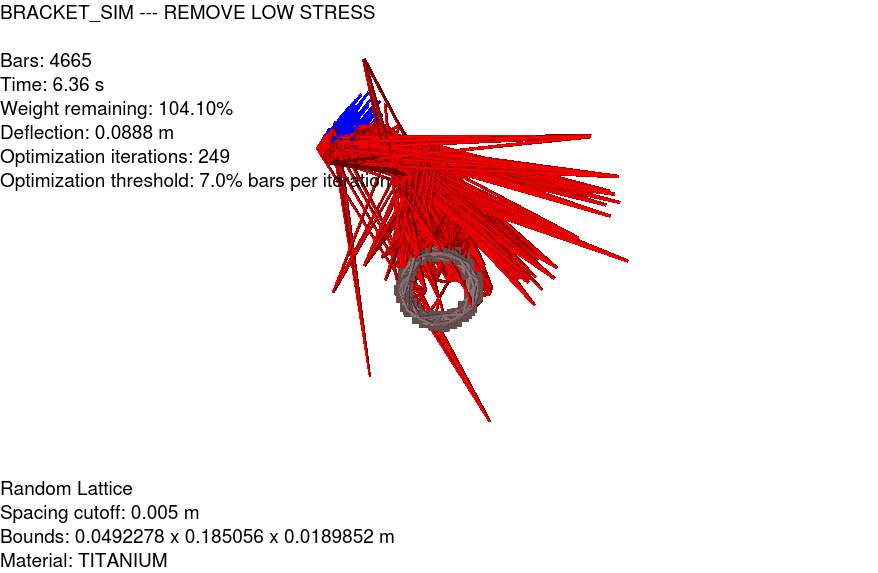 BRACKET_SIM --- REMOVE LOW STRESS
Bars: 4665
Time: 6.36 s
Weight remaining: 104.10%
Deflection: 0.0888 m
Optimization iterations: 249
Optimization threshold: 7.0% bars per iteration
Random Lattice
Spacing cutoff: 0.005 m
Bounds: 0.0492278 x 0.185056 x 0.0189852 m
Material: TITANIUM